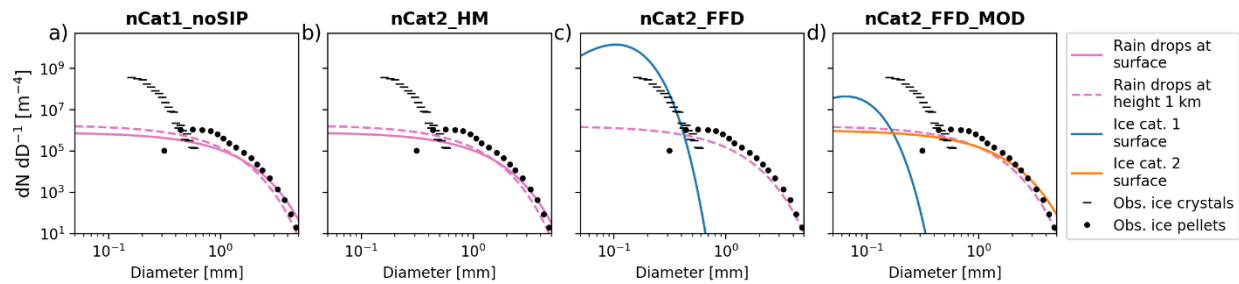 nCat1_noSIP
nCat2_HM
nCat2_FFD
nCat2_FFD_MOD
a)
b)
c)
d)
dN dD⁻¹ [m⁻⁴]
10⁹
10⁷
10⁵
10³
10¹
10⁻¹ 10⁰
10⁻¹ 10⁰
10⁻¹ 10⁰
10⁻¹ 10⁰
Diameter [mm]
Diameter [mm]
Diameter [mm]
Diameter [mm]
Rain drops at
surface
Rain drops at
height 1 km
Ice cat. 1
surface
Ice cat. 2
surface
Obs. ice crystals
Obs. ice pellets